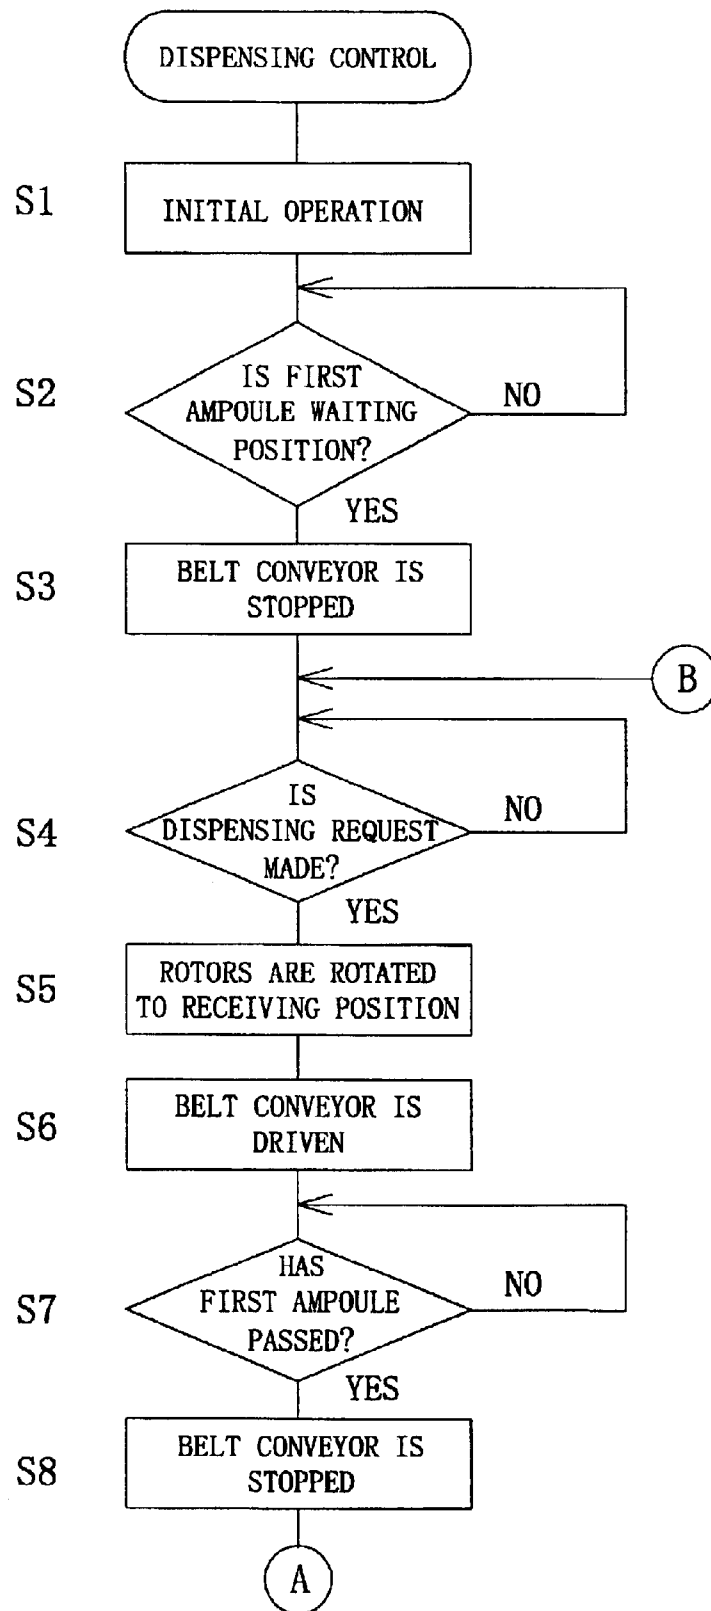 DISPENSING CONTROL
S1
INITIAL OPERATION
S2
IS FIRST
AMPOULE WAITING
POSITION?
NO
YES
S3
BELT CONVEYOR IS
STOPPED
B
S4
IS
DISPENSING REQUEST
MADE?
NO
YES
S5
ROTORS ARE ROTATED
TO RECEIVING POSITION
S6
BELT CONVEYOR IS
DRIVEN
S7
HAS
FIRST AMPOULE
PASSED?
NO
YES
S8
BELT CONVEYOR IS
STOPPED
A